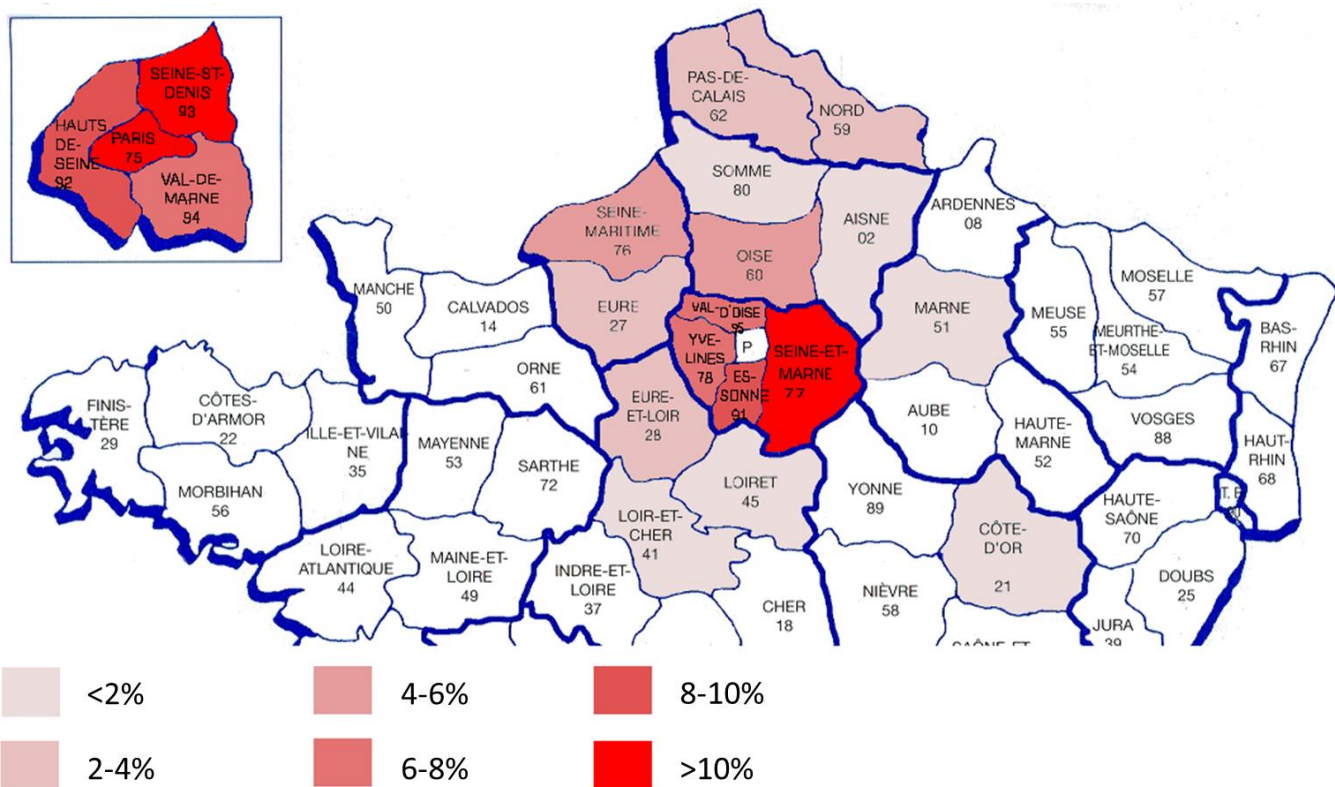 SEINE-ST-
DENIS
93
HAUTS
DE-
SEINE
92
PARIS
75
VAL-DE-
MARNE
94
PAS-DE-
CALAIS
62
NORD
59
SOMME
80
AISNE
02
ARDENNES
08
SEINE-
MARITIME
76
OISE
60
MANCHE
50
CALVADOS
14
EURE
27
VAL-
D'OISE
95
P
YVE-
LINES
78
ES-
SONNE
91
SEINE-ET-
MARNE
77
MARNE
51
MEUSE
55
MOSELLE
57
MEURTHE-
ET-MOSELLE
54
BAS-
RHIN
67
ORNE
61
FINIS-
TÈRE
29
CÔTES-
D'ARMOR
22
ILLE-ET-VILAI
NE
35
MAYENNE
53
SARTHE
72
EURE-
ET-LOIR
28
AUBE
10
HAUTE-
MARNE
52
VOSGES
88
HAUT-
RHIN
68
MORBIHAN
56
LOIRET
45
YONNE
89
LOIR-ET-
CHER
41
CÔTE-
D'OR
21
HAUTE-
SAÔNE
70
LOIRE-
ATLANTIQUE
44
MAINE-ET-
LOIRE
49
INDRE-ET-
LOIRE
37
CHER
18
NIÈVRE
58
DOUBS
25
JURA
39
<2%
4-6%
8-10%
2-4%
6-8%
>10%